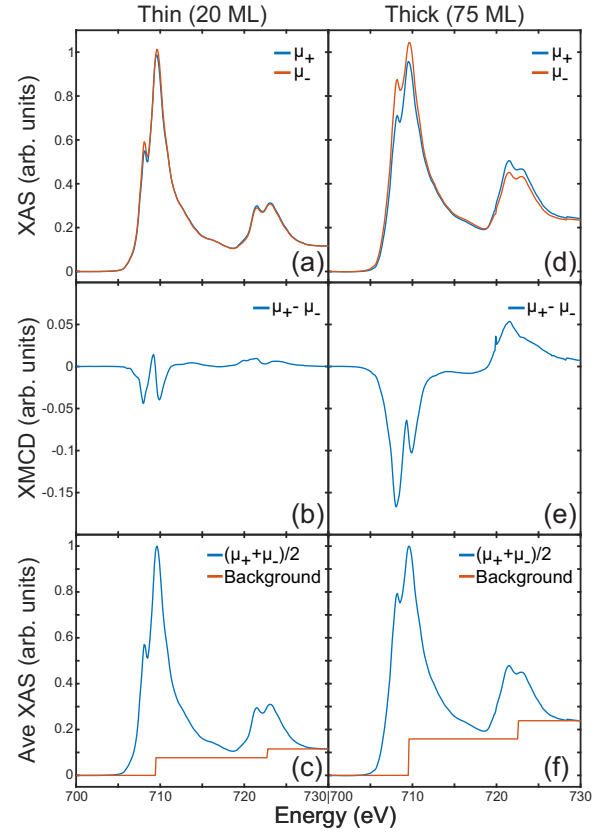 Thin (20 ML)
Thick (75 ML)
XAS (arb. units)
1
0.8
0.6
0.4
0.2
0
μ+
μ-
(a)
μ+
μ-
(d)
XMCD (arb. units)
0.05
0
-0.05
-0.1
-0.15
μ+- μ-
(b)
μ+- μ-
(e)
Ave XAS (arb. units)
1
0.8
0.6
0.4
0.2
0
(μ++μ-)/2
Background
(c)
(μ++μ-)/2
Background
(f)
700 710 720 730 700 710 720 730
Energy (eV)